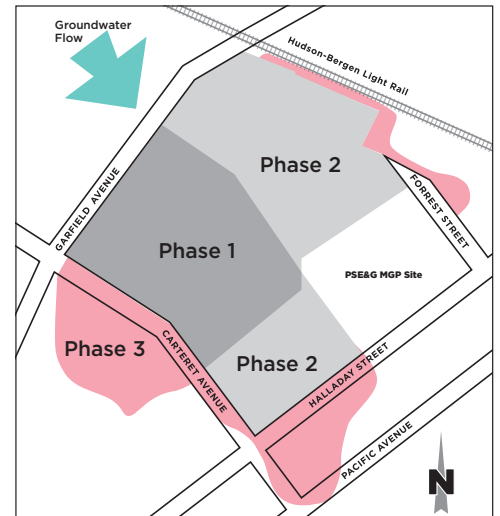 Groundwater
Flow
Hudson-Bergen Light Rail
Phase 2
GARFIELD AVENUE
FORREST STREET
Phase 1
PSE&G MGP Site
Phase 3
CARTERET AVENUE
Phase 2
HALLADAY STREET
PACIFIC AVENUE
N